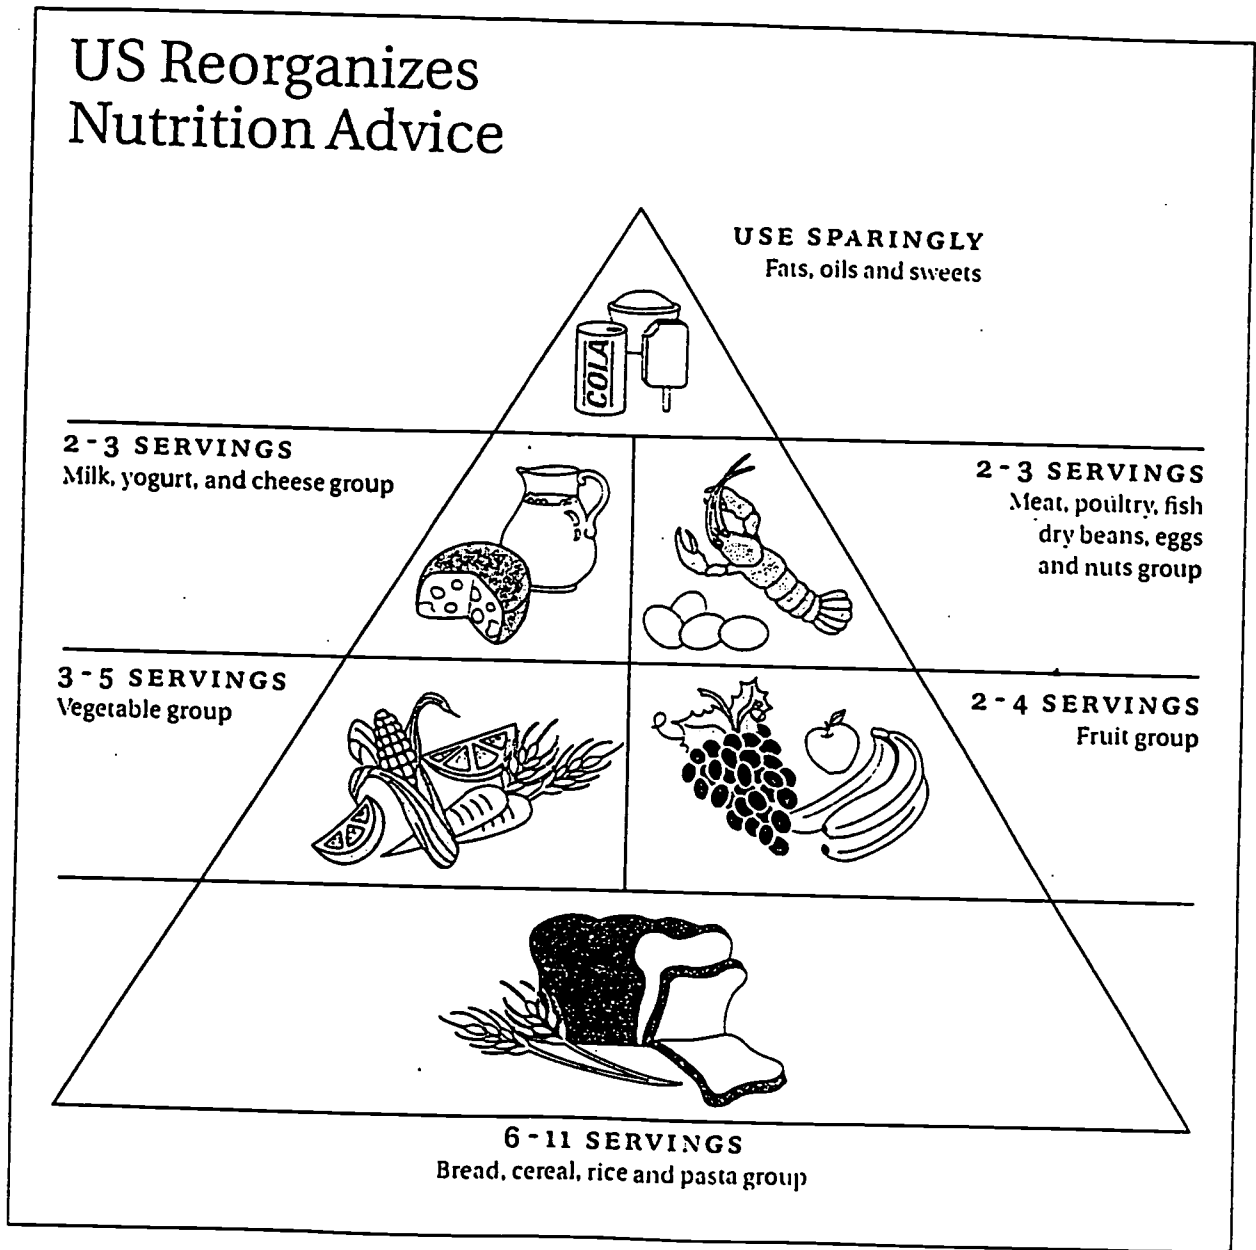 US Reorganizes
Nutrition Advice
USE SPARINGLY
Fats, oils and sweets
COLA
2-3 SERVINGS
Milk, yogurt, and cheese group
2-3 SERVINGS
Meat, poultry, fish
dry beans, eggs
and nuts group
3-5 SERVINGS
Vegetable group
2-4 SERVINGS
Fruit group
6-11 SERVINGS
Bread, cereal, rice and pasta group